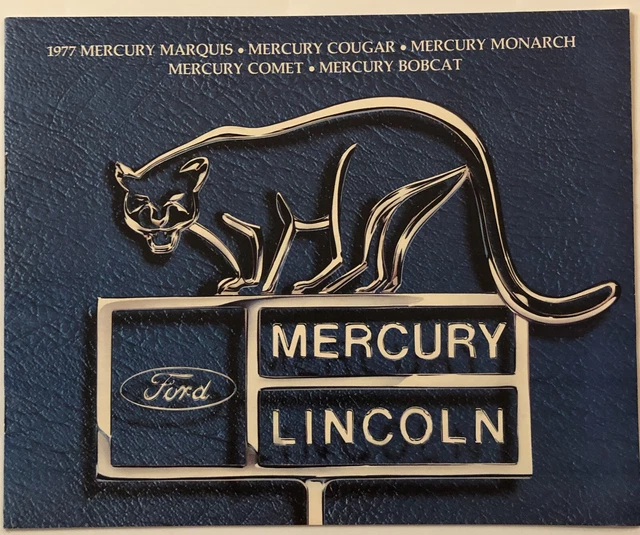 1977 MERCURY MARQUIS • MERCURY COUGAR • MERCURY MONARCH
MERCURY COMET • MERCURY BOBCAT
MERCURY
Ford
LINCOLN